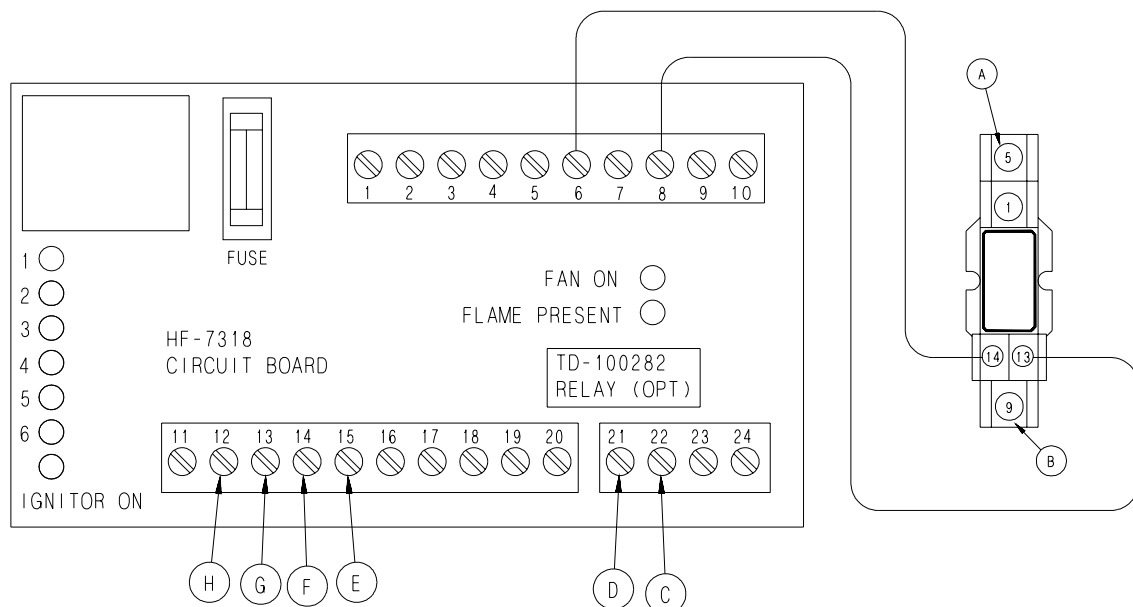 A
5
1
1 2 3 4 5 6 7 8 9 10
FUSE
1
2
3
4
5
6
IGNITOR ON
FAN ON
FLAME PRESENT
HF-7318
CIRCUIT BOARD
TD-100282
RELAY (OPT)
14 13
9
B
11 12 13 14 15 16 17 18 19 20
21 22 23 24
H G F E D C